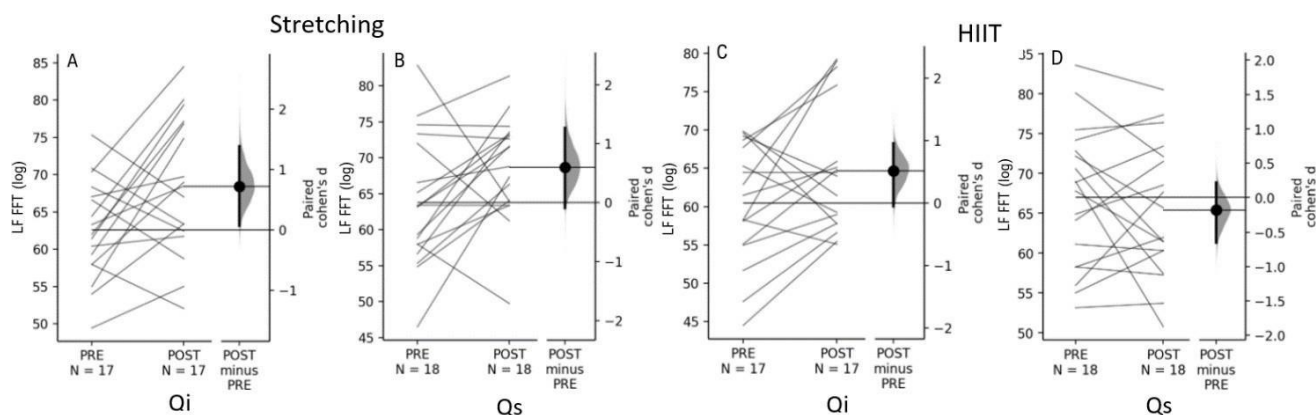 Stretching
HIIT
A
LF FFT (log)
85
80
75
70
65
60
55
50
2
1
0
−1
Paired
cohen's d
PRE
N = 17
POST
N = 17
POST
minus
PRE
Qi
B
LF FFT (log)
80
75
70
65
60
55
50
45
2
1
0
−1
−2
Paired
cohen's d
PRE
N = 18
POST
N = 18
POST
minus
PRE
Qs
C
LF FFT (log)
80
75
70
65
60
55
50
45
2
1
0
−1
−2
Paired
cohen's d
PRE
N = 17
POST
N = 17
POST
minus
PRE
Qi
D
LF FFT (log)
80
75
70
65
60
55
50
2.0
1.5
1.0
0.5
0.0
−0.5
−1.0
−1.5
−2.0
Paired
cohen's d
PRE
N = 18
POST
N = 18
POST
minus
PRE
Qs